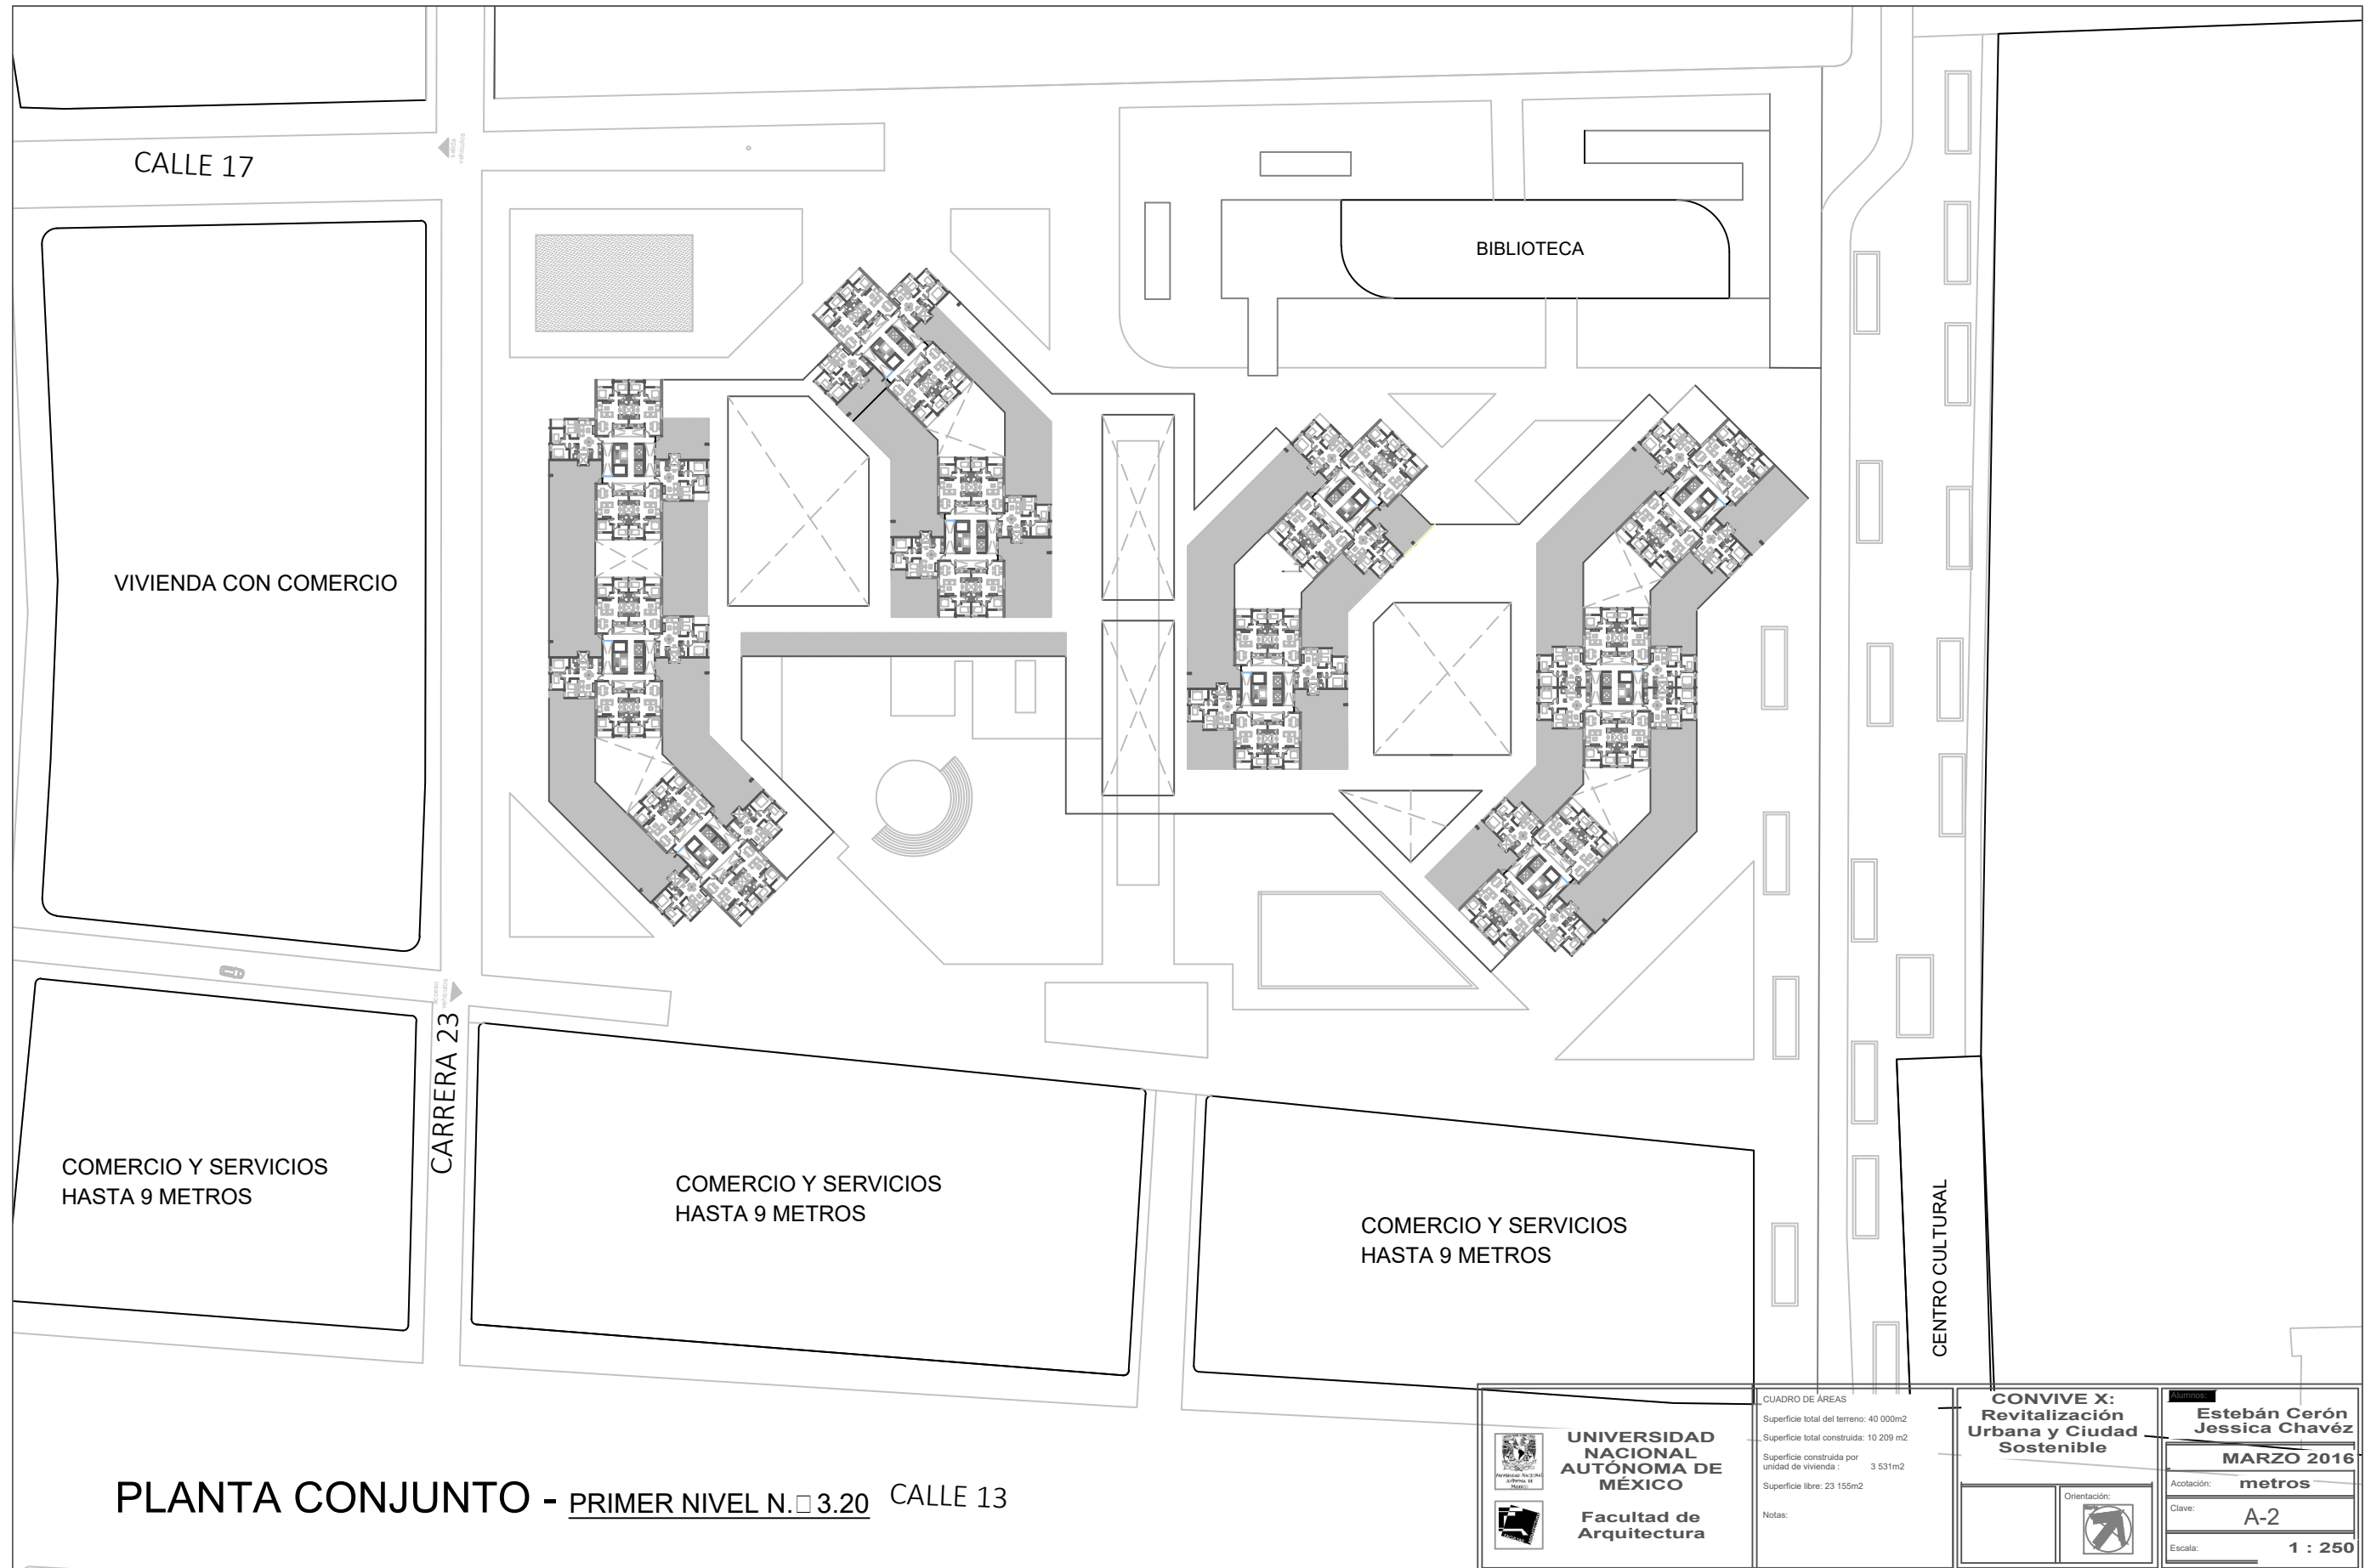 CALLE 17
salida
vehículos
BIBLIOTECA
VIVIENDA CON COMERCIO
acceso
vehículos
CARRERA 23
COMERCIO Y SERVICIOS
HASTA 9 METROS
COMERCIO Y SERVICIOS
HASTA 9 METROS
COMERCIO Y SERVICIOS
HASTA 9 METROS
CENTRO CULTURAL
PLANTA CONJUNTO - PRIMER NIVEL N.□ 3.20
CALLE 13
UNIVERSIDAD
NACIONAL
AUTÓNOMA DE
MÉXICO
Facultad de
Arquitectura
CUADRO DE ÁREAS
Superficie total del terreno: 40 000m2
Superficie total construida: 10 209 m2
Superficie construida por
unidad de vivienda : 3 531m2
Superficie libre: 23 155m2
Notas:
CONVIVE X:
Revitalización
Urbana y Ciudad
Sostenible
Orientación:
Alumnos:
Estebán Cerón
Jessica Chavéz
MARZO 2016
Acotación: metros
Clave: A-2
Escala: 1 : 250